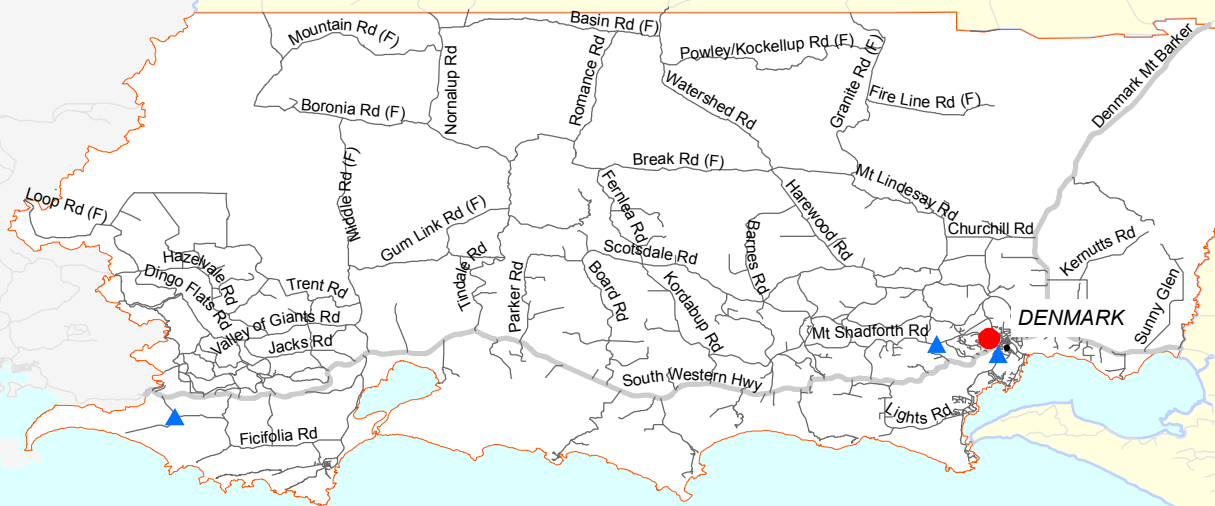 Mountain Rd (F)
Basin Rd (F)
Nornalup Rd
Romance Rd
Powley/Kockellup Rd (F)
Granite Rd (F)
Denmark Mt Barker
Boronia Rd (F)
Watershed Rd
Fire Line Rd (F)
Middle Rd (F)
Break Rd (F)
Mt Lindesay Rd
Loop Rd (F)
Gum Link Rd (F)
Fernlea Rd
Harewood Rd
Churchill Rd
Hazelvale Rd
Dingo Flats Rd
Trent Rd
Tindale Rd
Parker Rd
Scotsdale Rd
Barnes Rd
Kernutts Rd
Board Rd
Kordabup Rd
Sunny Glen
Valley of Giants Rd
Jacks Rd
Mt Shadforth Rd
DENMARK
South Western Hwy
Lights Rd
Ficifolia Rd